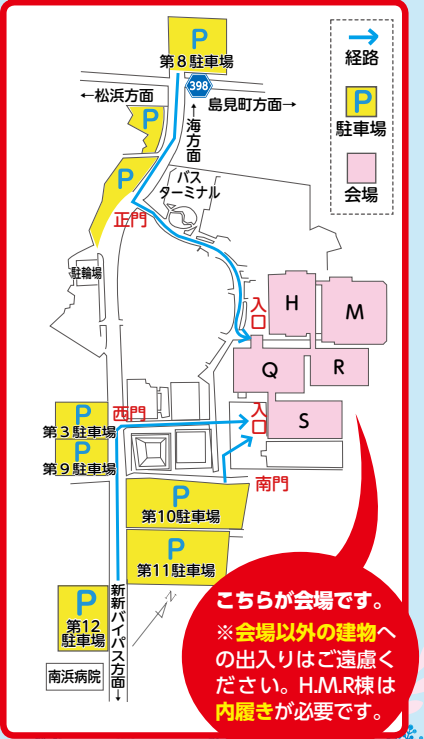 P
第8駐車場
398
←松浜方面
島見町方面→
←海方面
P
P
バス
ターミナル
正門
駐輪場
経路
P
駐車場
会場
入口
H
M
Q
R
入口
S
西門
P
第3駐車場
P
第9駐車場
南門
P
第10駐車場
P
第11駐車場
P
第12
駐車場
新新バイパス方面→
南浜病院
こちらが会場です。
※会場以外の建物へ
の出入りはご遠慮く
ださい。H.M.R棟は
内履きが必要です。